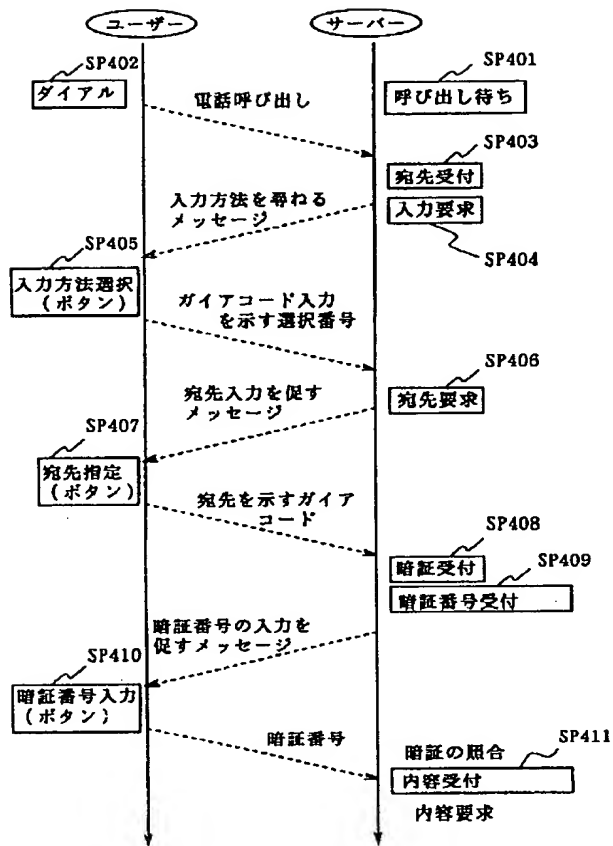 ユーザー
サーバー
SP402
ダイアル
SP401
呼び出し待ち
電話呼び出し
SP403
宛先受付
入力要求
SP404
入力方法を尋ねる
メッセージ
SP405
入力方法選択
(ボタン)
ガイアコード入力
を示す選択番号
SP406
宛先要求
宛先入力を促す
メッセージ
SP407
宛先指定
(ボタン)
宛先を示すガイア
コード
SP408
暗証受付
SP409
暗証番号受付
暗証番号の入力を
促すメッセージ
SP410
暗証番号入力
(ボタン)
暗証番号
SP411
暗証の照合
内容受付
内容要求